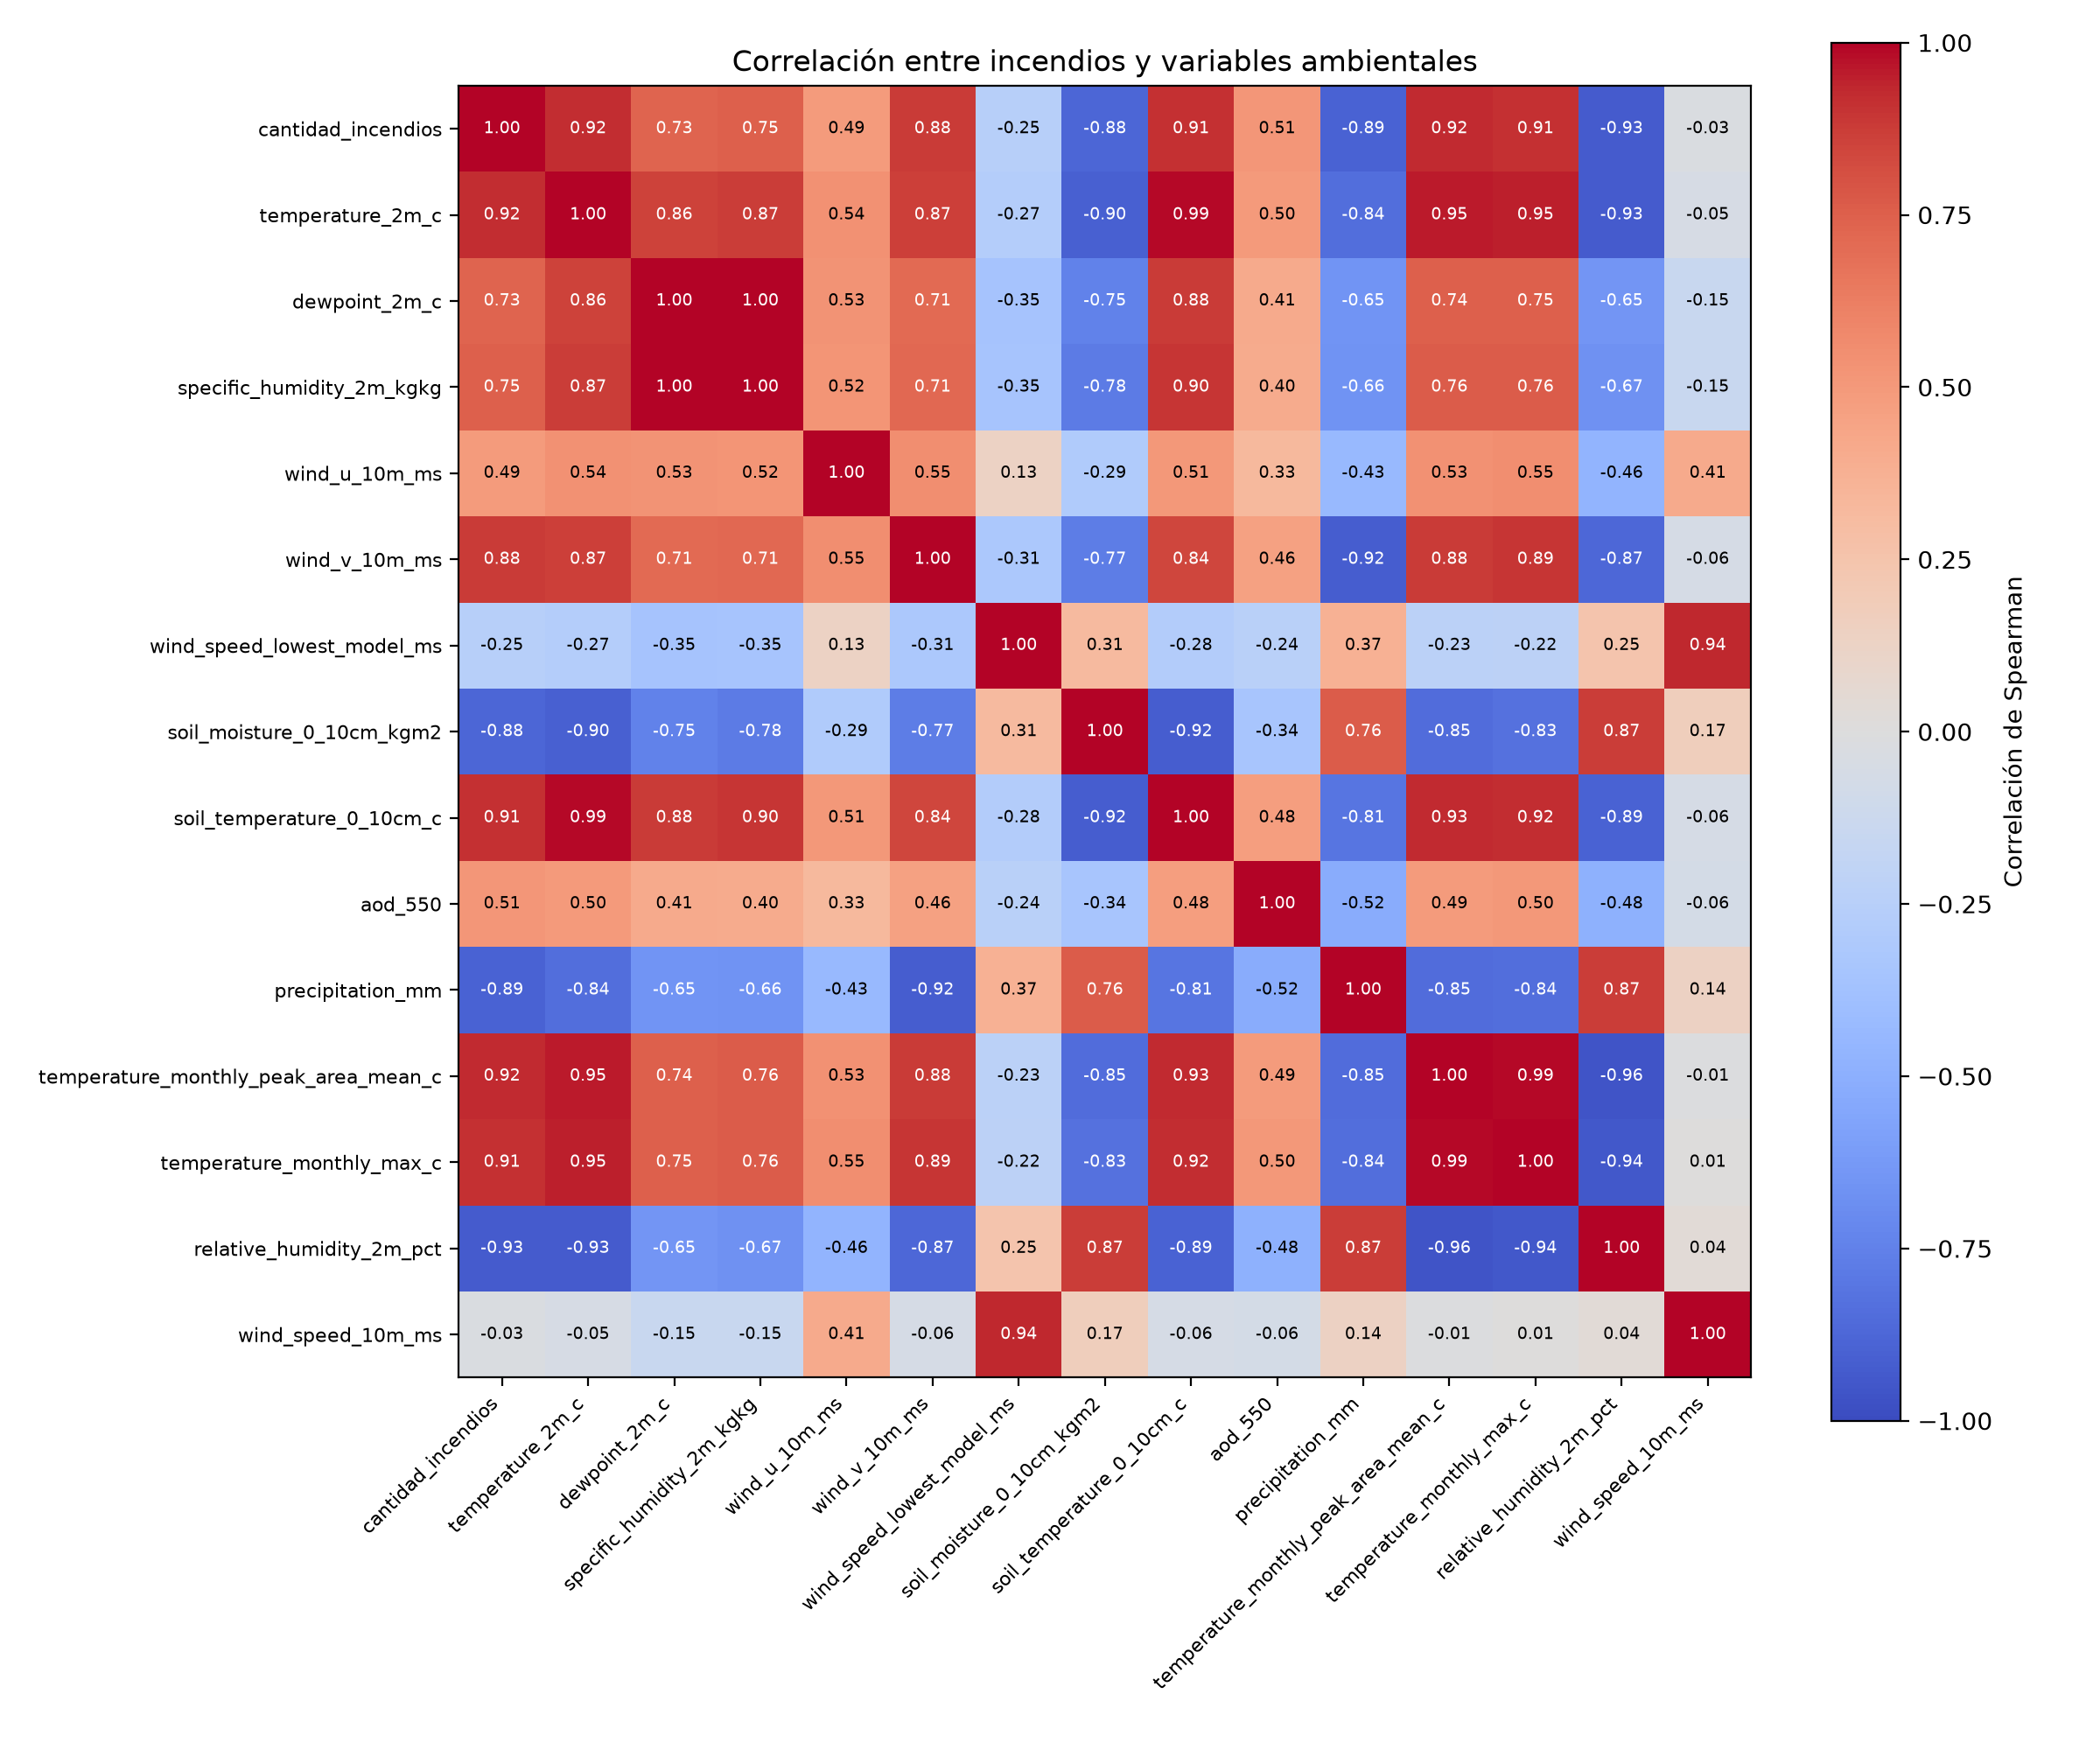 Correlación entre incendios y variables ambientales
cantidad_incendios 1.00 0.92 0.73 0.75 0.49 0.88 -0.25 -0.88 0.91 0.51 -0.89 0.92 0.91 -0.93 -0.03
temperature_2m_c 0.92 1.00 0.86 0.87 0.54 0.87 -0.27 -0.90 0.99 0.50 -0.84 0.95 0.95 -0.93 -0.05
dewpoint_2m_c 0.73 0.86 1.00 1.00 0.53 0.71 -0.35 -0.75 0.88 0.41 -0.65 0.74 0.75 -0.65 -0.15
specific_humidity_2m_kgkg 0.75 0.87 1.00 1.00 0.52 0.71 -0.35 -0.78 0.90 0.40 -0.66 0.76 0.76 -0.67 -0.15
wind_u_10m_ms 0.49 0.54 0.53 0.52 1.00 0.55 0.13 -0.29 0.51 0.33 -0.43 0.53 0.55 -0.46 0.41
wind_v_10m_ms 0.88 0.87 0.71 0.71 0.55 1.00 -0.31 -0.77 0.84 0.46 -0.92 0.88 0.89 -0.87 -0.06
wind_speed_lowest_model_ms -0.25 -0.27 -0.35 -0.35 0.13 -0.31 1.00 0.31 -0.28 -0.24 0.37 -0.23 -0.22 0.25 0.94
soil_moisture_0_10cm_kgm2 -0.88 -0.90 -0.75 -0.78 -0.29 -0.77 0.31 1.00 -0.92 -0.34 0.76 -0.85 -0.83 0.87 0.17
soil_temperature_0_10cm_c 0.91 0.99 0.88 0.90 0.51 0.84 -0.28 -0.92 1.00 0.48 -0.81 0.93 0.92 -0.89 -0.06
aod_550 0.51 0.50 0.41 0.40 0.33 0.46 -0.24 -0.34 0.48 1.00 -0.52 0.49 0.50 -0.48 -0.06
precipitation_mm -0.89 -0.84 -0.65 -0.66 -0.43 -0.92 0.37 0.76 -0.81 -0.52 1.00 -0.85 -0.84 0.87 0.14
temperature_monthly_peak_area_mean_c 0.92 0.95 0.74 0.76 0.53 0.88 -0.23 -0.85 0.93 0.49 -0.85 1.00 0.99 -0.96 -0.01
temperature_monthly_max_c 0.91 0.95 0.75 0.76 0.55 0.89 -0.22 -0.83 0.92 0.50 -0.84 0.99 1.00 -0.94 0.01
relative_humidity_2m_pct -0.93 -0.93 -0.65 -0.67 -0.46 -0.87 0.25 0.87 -0.89 -0.48 0.87 -0.96 -0.94 1.00 0.04
wind_speed_10m_ms -0.03 -0.05 -0.15 -0.15 0.41 -0.06 0.94 0.17 -0.06 -0.06 0.14 -0.01 0.01 0.04 1.00
cantidad_incendios
temperature_2m_c
dewpoint_2m_c
specific_humidity_2m_kgkg
wind_u_10m_ms
wind_v_10m_ms
wind_speed_lowest_model_ms
soil_moisture_0_10cm_kgm2
soil_temperature_0_10cm_c
aod_550
precipitation_mm
temperature_monthly_peak_area_mean_c
temperature_monthly_max_c
relative_humidity_2m_pct
wind_speed_10m_ms
1.00
0.75
0.50
0.25
0.00
−0.25
−0.50
−0.75
−1.00
Correlación de Spearman